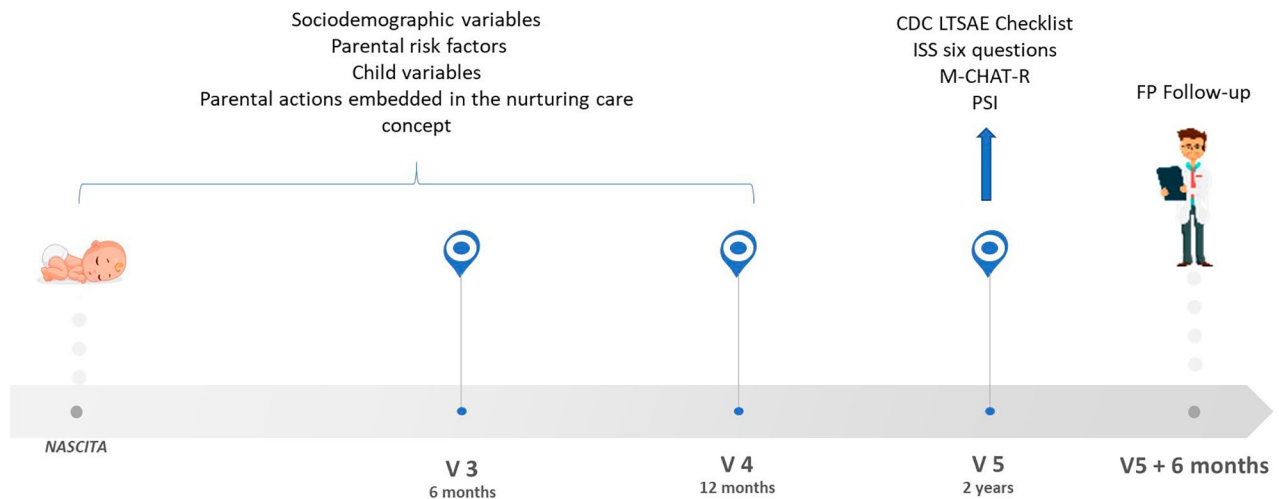 Sociodemographic variables
Parental risk factors
Child variables
Parental actions embedded in the nurturing care
concept
CDC LTSAE Checklist
ISS six questions
M-CHAT-R
PSI
FP Follow-up
NASCITA
V 3
6 months
V 4
12 months
V 5
2 years
V5 + 6 months